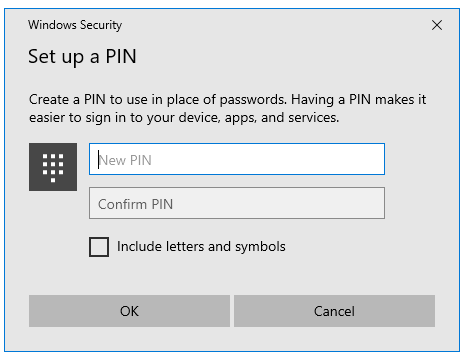 Windows Security
Set up a PIN
Create a PIN to use in place of passwords. Having a PIN makes it
easier to sign in to your device, apps, and services.
New PIN
Confirm PIN
Include letters and symbols
OK
Cancel